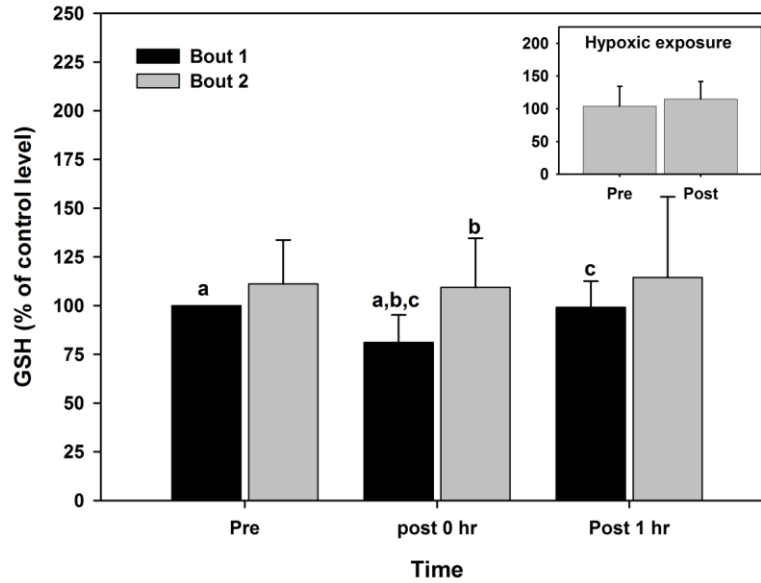 250
225
200
175
150
125
100
75
50
25
0
GSH (% of control level)
Bout 1
Bout 2
a
a,b,c
b
c
Pre
post 0 hr
Post 1 hr
Time
Hypoxic exposure
200
150
100
50
0
Pre
Post